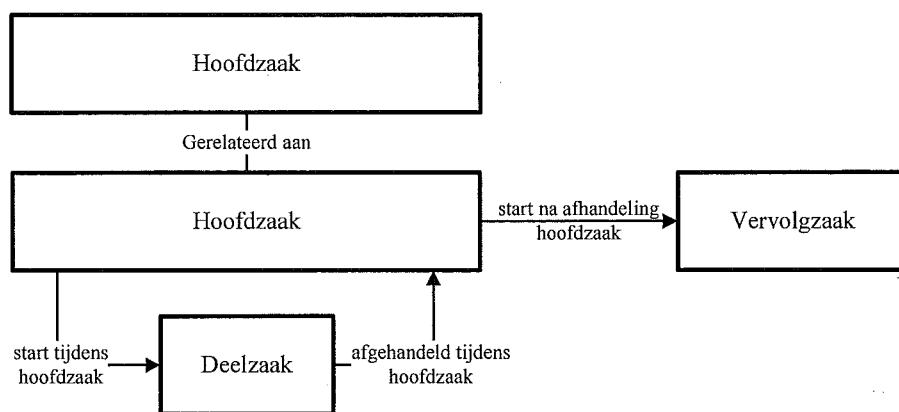 Hoofdzaak
Gerelateerd aan
Hoofdzaak
start na afhandeling
hoofdzaak
Vervolgzaak
start tijdens
hoofdzaak
Deelzaak
afgehandeld tijdens
hoofdzaak